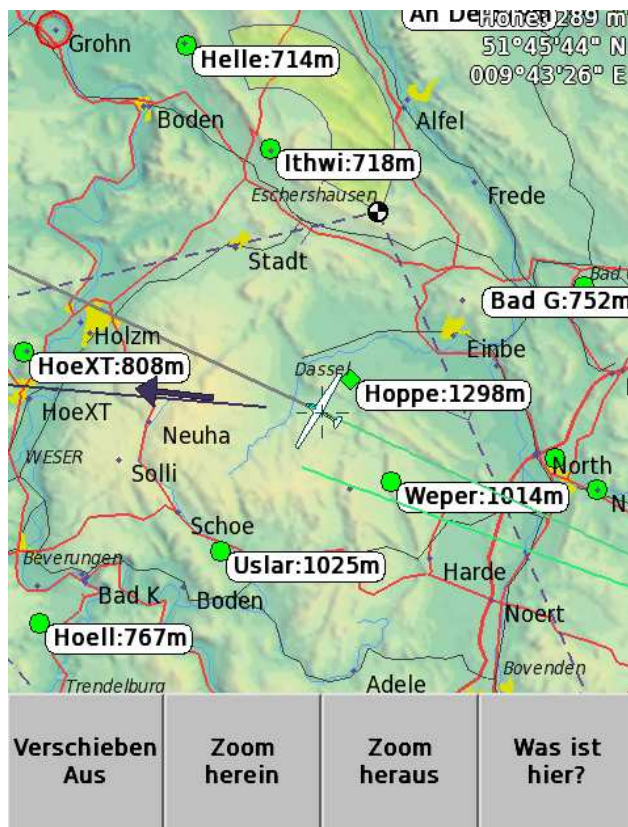 Höhe: 289 m
51°45'44" N
009°43'26" E
Grohn
Helle:714m
Boden
Alfel
Ithwi:718m
Eschershausen
Frede
Stadt
Bad G:752m
Holzm
Einbe
HoeXT:808m
Dassel
Hoppe:1298m
HoeXT
Neuha
WESER
Solli
North
Weper:1014m
N
Schoe
Beverungen
Uslar:1025m
Harde
Bad K
Boden
Noert
Hoell:767m
Bovenden
Trendelburg
Adele
Verschieben
Aus
Zoom
herein
Zoom
heraus
Was ist
hier?